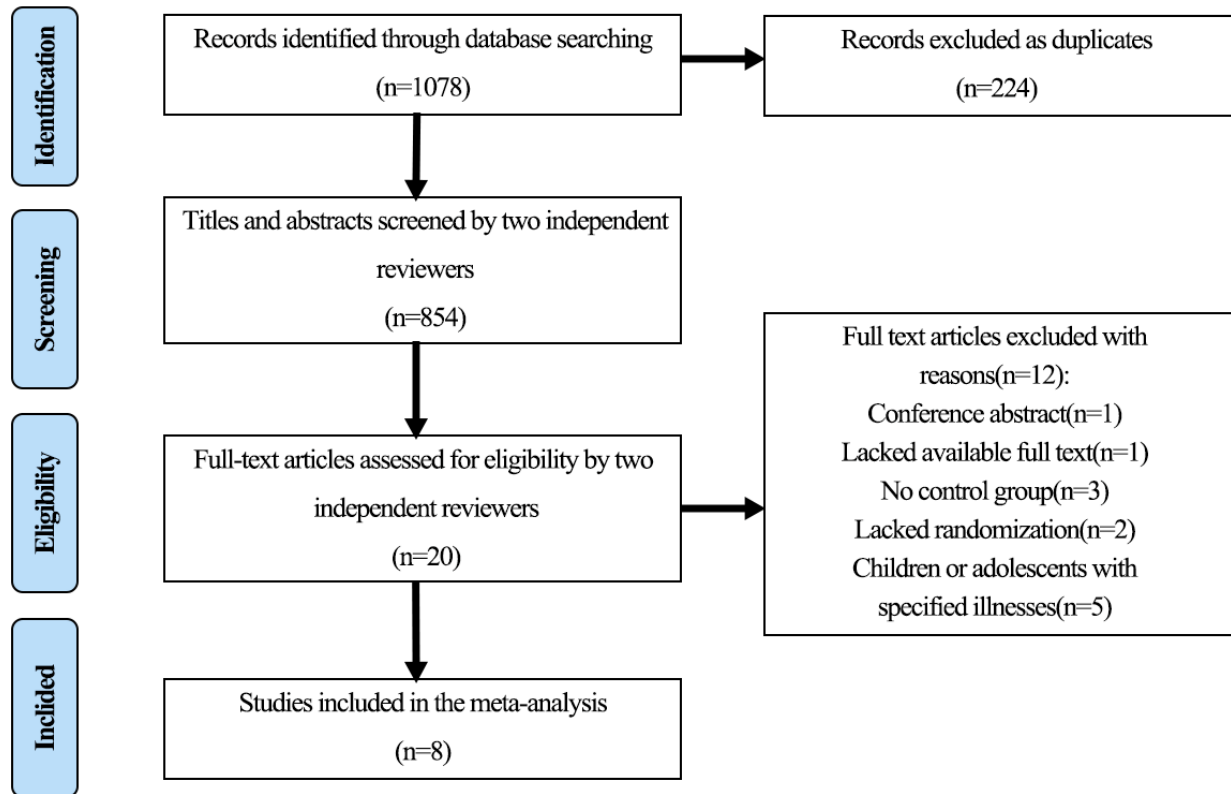 Identification
Records identified through database searching
(n=1078)
Records excluded as duplicates
(n=224)
Screening
Titles and abstracts screened by two independent
reviewers
(n=854)
Eligibility
Full-text articles assessed for eligibility by two
independent reviewers
(n=20)
Full text articles excluded with
reasons(n=12):
Conference abstract(n=1)
Lacked available full text(n=1)
No control group(n=3)
Lacked randomization(n=2)
Children or adolescents with
specified illnesses(n=5)
Inclided
Studies included in the meta-analysis
(n=8)